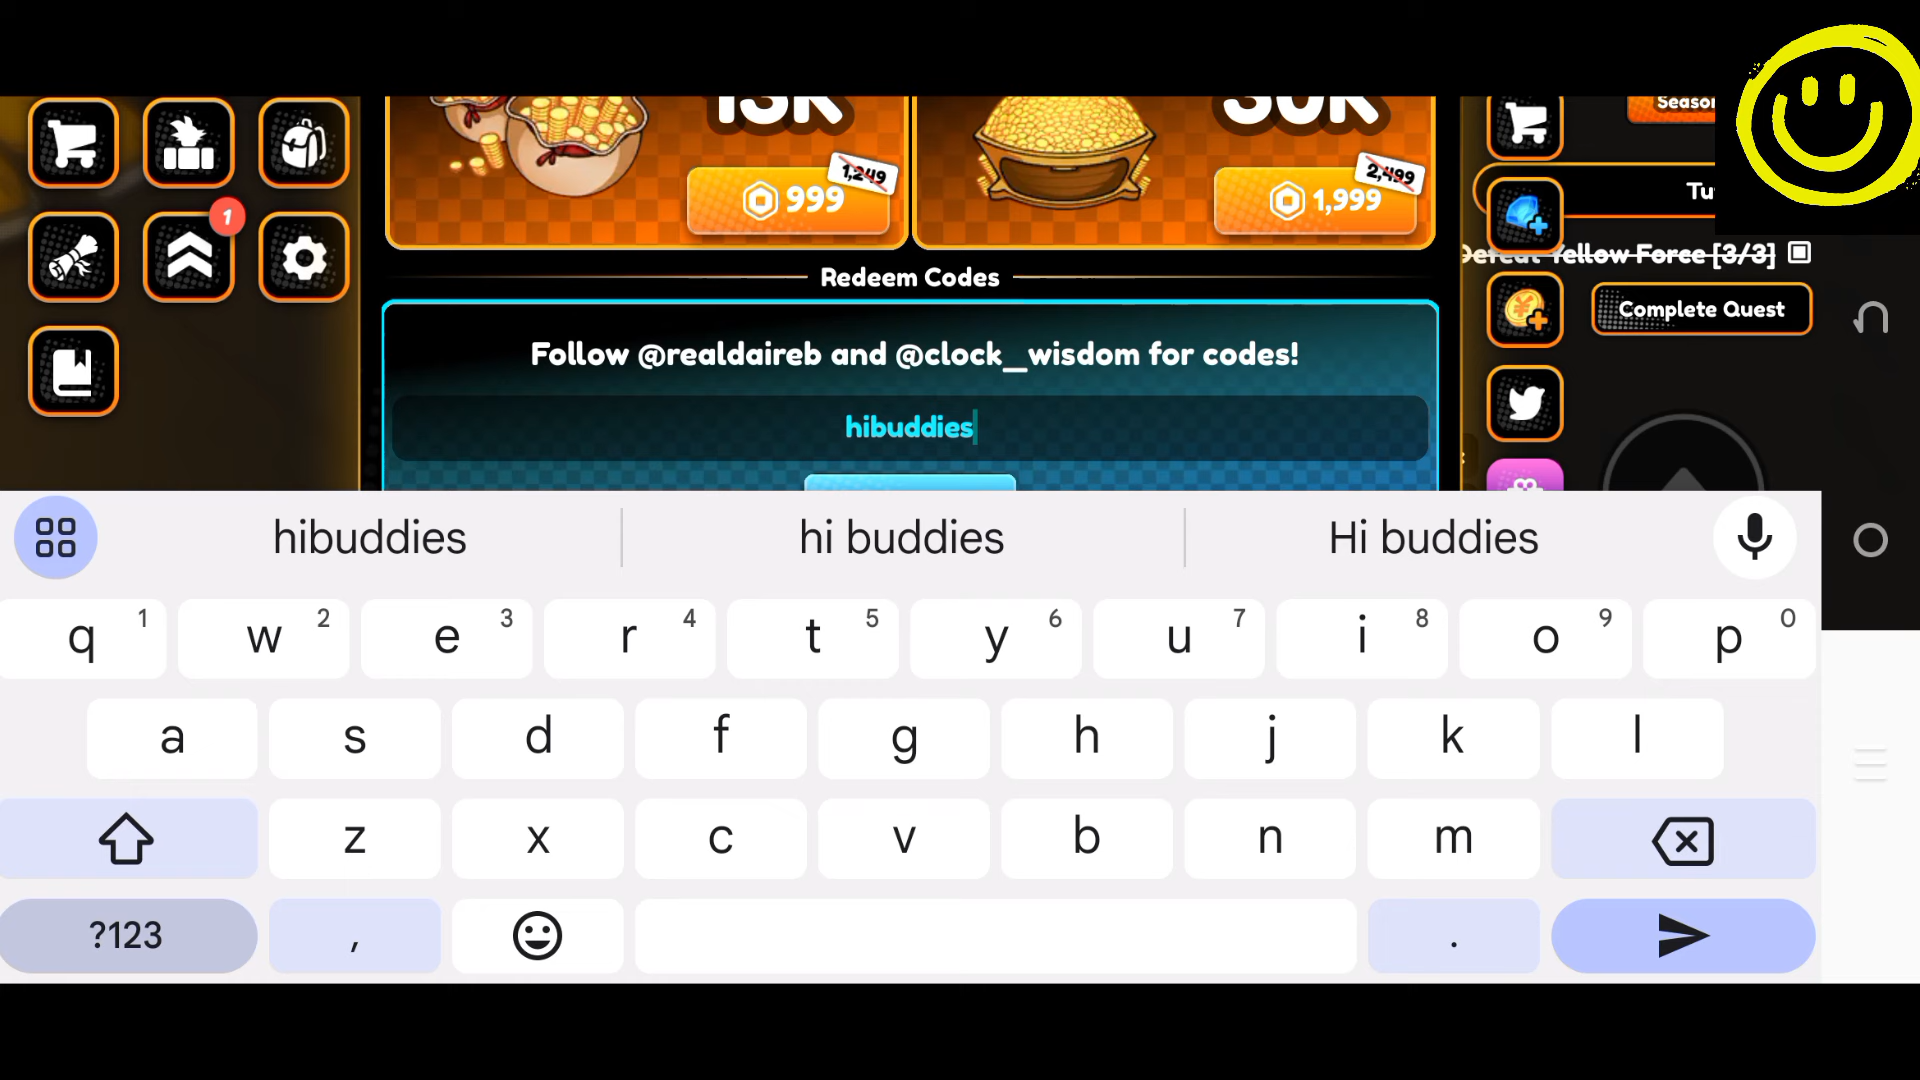 13K
30K
Season
1,249
2,499
999
1,999
1
Tu
Defeat Yellow Force [3/3]
Redeem Codes
Complete Quest
Follow @realdaireb and @clock_wisdom for codes!
hibuddies
hibuddies
hi buddies
Hi buddies
q 1 w 2 e 3 r 4 t 5 y 6 u 7 i 8 o 9 p 0
a s d f g h j k l
z x c v b n m
?123 , .